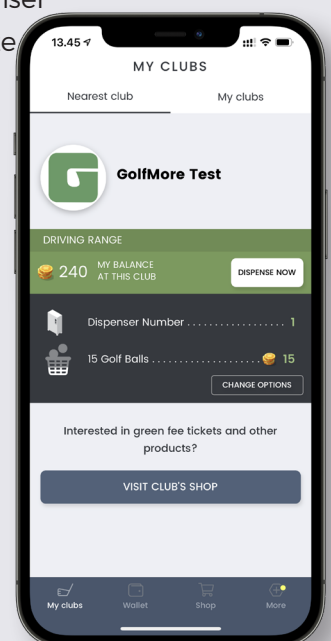 nser
te
13.45
MY CLUBS
Nearest club
My clubs
GolfMore Test
DRIVING RANGE
240
MY BALANCE
AT THIS CLUB
DISPENSE NOW
Dispenser Number .................. 1
15 Golf Balls .................... 15
CHANGE OPTIONS
Interested in green fee tickets and other
products?
VISIT CLUB'S SHOP
My clubs
Wallet
Shop
More